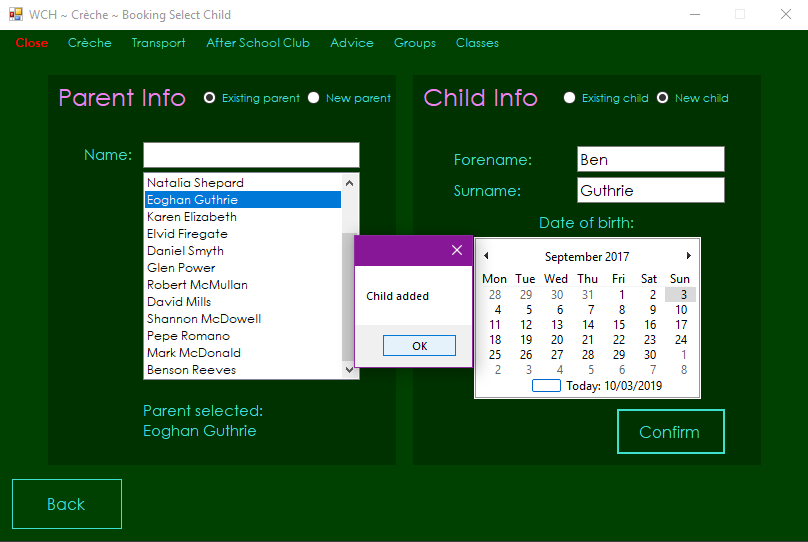 WCH ~ Crèche ~ Booking Select Child
Close Crèche Transport After School Club Advice Groups Classes
Parent Info Existing parent New parent
Name:
Natalia Shepard
Eoghan Guthrie
Karen Elizabeth
Elvid Firegate
Daniel Smyth
Glen Power
Robert McMullan
David Mills
Shannon McDowell
Pepe Romano
Mark McDonald
Benson Reeves
Parent selected:
Eoghan Guthrie
Child Info Existing child New child
Forename: Ben
Surname: Guthrie
Date of birth:
September 2017
Mon Tue Wed Thu Fri Sat Sun
28 29 30 31 1 2 3
4 5 6 7 8 9 10
11 12 13 14 15 16 17
18 19 20 21 22 23 24
25 26 27 28 29 30 1
2 3 4 5 6 7 8
Today: 10/03/2019
Confirm
Child added
OK
Back